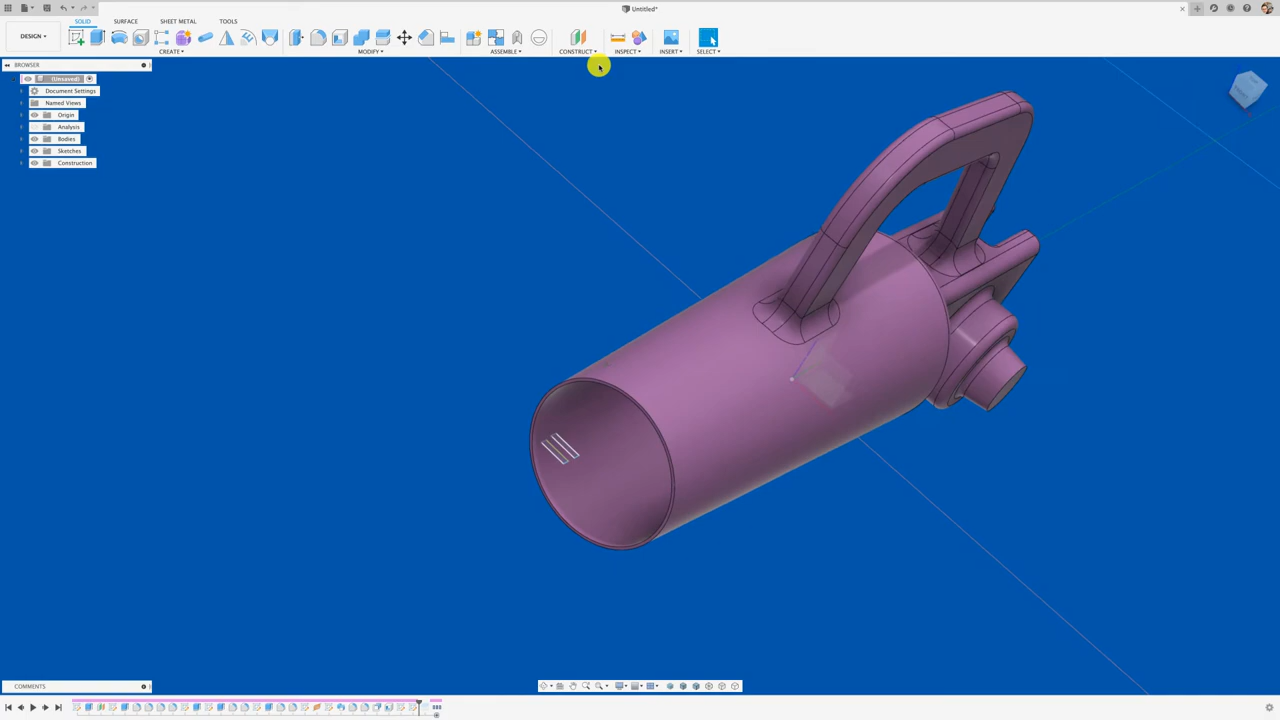 Untitled*
SOLID
SURFACE
SHEET METAL
TOOLS
DESIGN
CREATE
MODIFY
ASSEMBLE
CONSTRUCT
INSPECT
INSERT
SELECT
BROWSER
(Unsaved)
Document Settings
Named Views
Origin
Analysis
Bodies
Sketches
Construction
COMMENTS